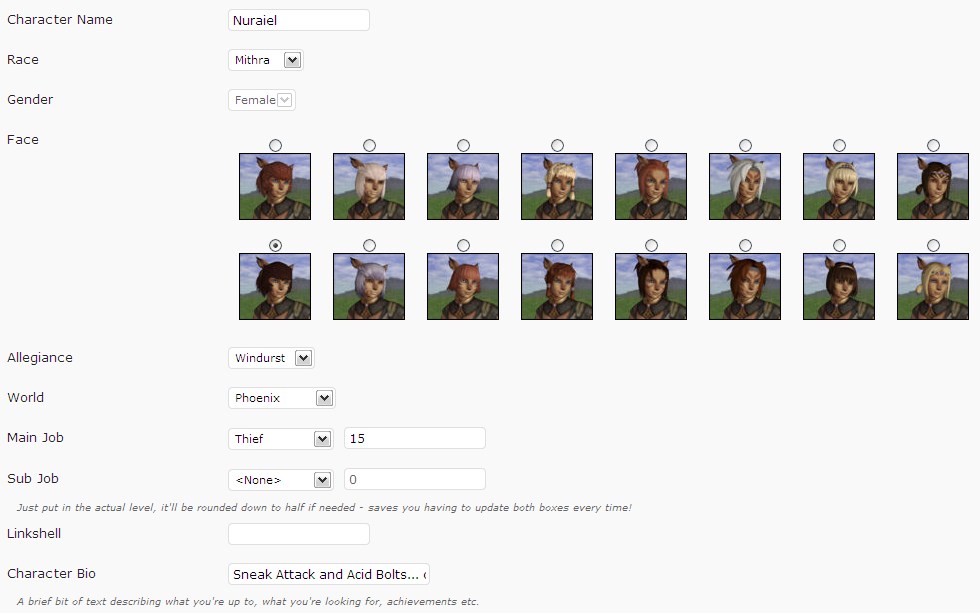 Character Name Nuraiel
Race Mithra
Gender Female
Face
Allegiance Windurst
World Phoenix
Main Job Thief 15
Sub Job <None> 0
Just put in the actual level, it'll be rounded down to half if needed - saves you having to update both boxes every time!
Linkshell
Character Bio Sneak Attack and Acid Bolts...
A brief bit of text describing what you're up to, what you're looking for, achievements etc.